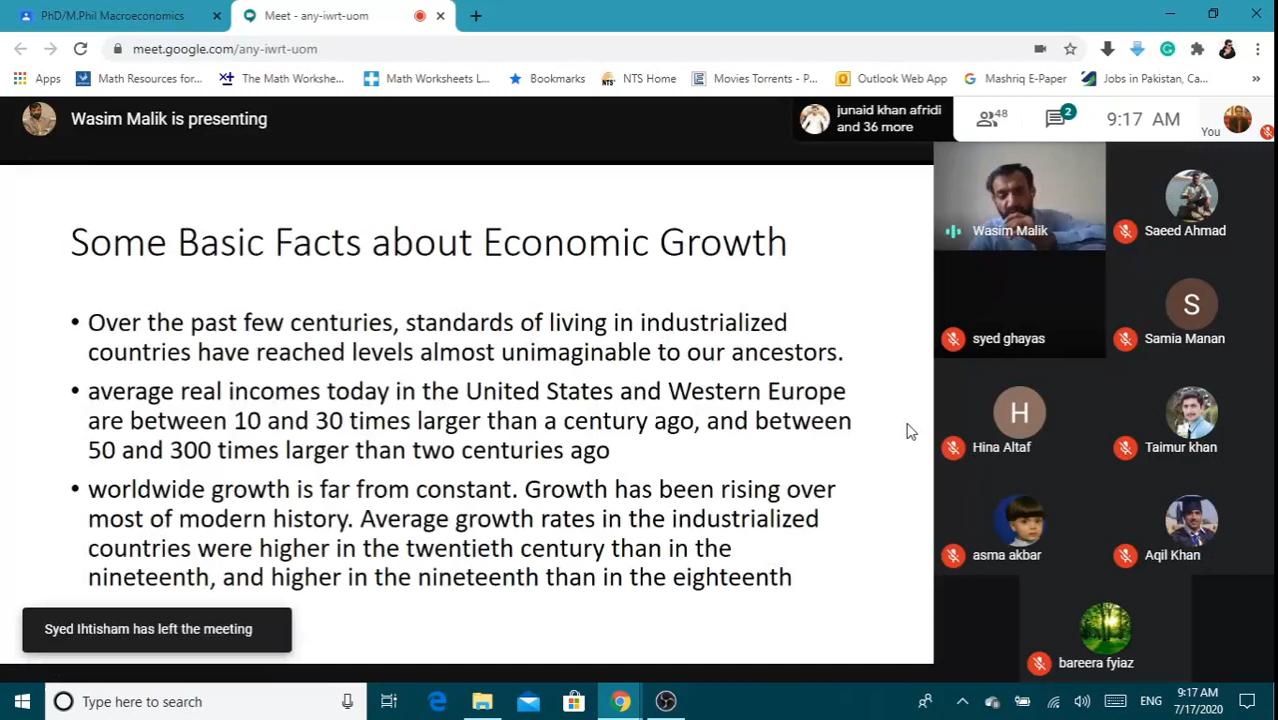 PhD/M.Phil Macroeconomics
Meet - any-iwrt-uom
meet.google.com/any-iwrt-uom
Apps
Math Resources for...
The Math Workshe...
Math Worksheets L...
Bookmarks
NTS Home
Movies Torrents - P...
Outlook Web App
Mashriq E-Paper
Jobs in Pakistan, Ca...
Wasim Malik is presenting
junaid khan afridi
and 36 more
48
2
9:17 AM
You
Some Basic Facts about Economic Growth
• Over the past few centuries, standards of living in industrialized
countries have reached levels almost unimaginable to our ancestors.
• average real incomes today in the United States and Western Europe
are between 10 and 30 times larger than a century ago, and between
50 and 300 times larger than two centuries ago
• worldwide growth is far from constant. Growth has been rising over
most of modern history. Average growth rates in the industrialized
countries were higher in the twentieth century than in the
nineteenth, and higher in the nineteenth than in the eighteenth
Wasim Malik
Saeed Ahmad
syed ghayas
S
Samia Manan
H
Hina Altaf
Taimur khan
asma akbar
Aqil Khan
bareera fyiaz
Syed Ihtisham has left the meeting
Type here to search
ENG
9:17 AM
7/17/2020